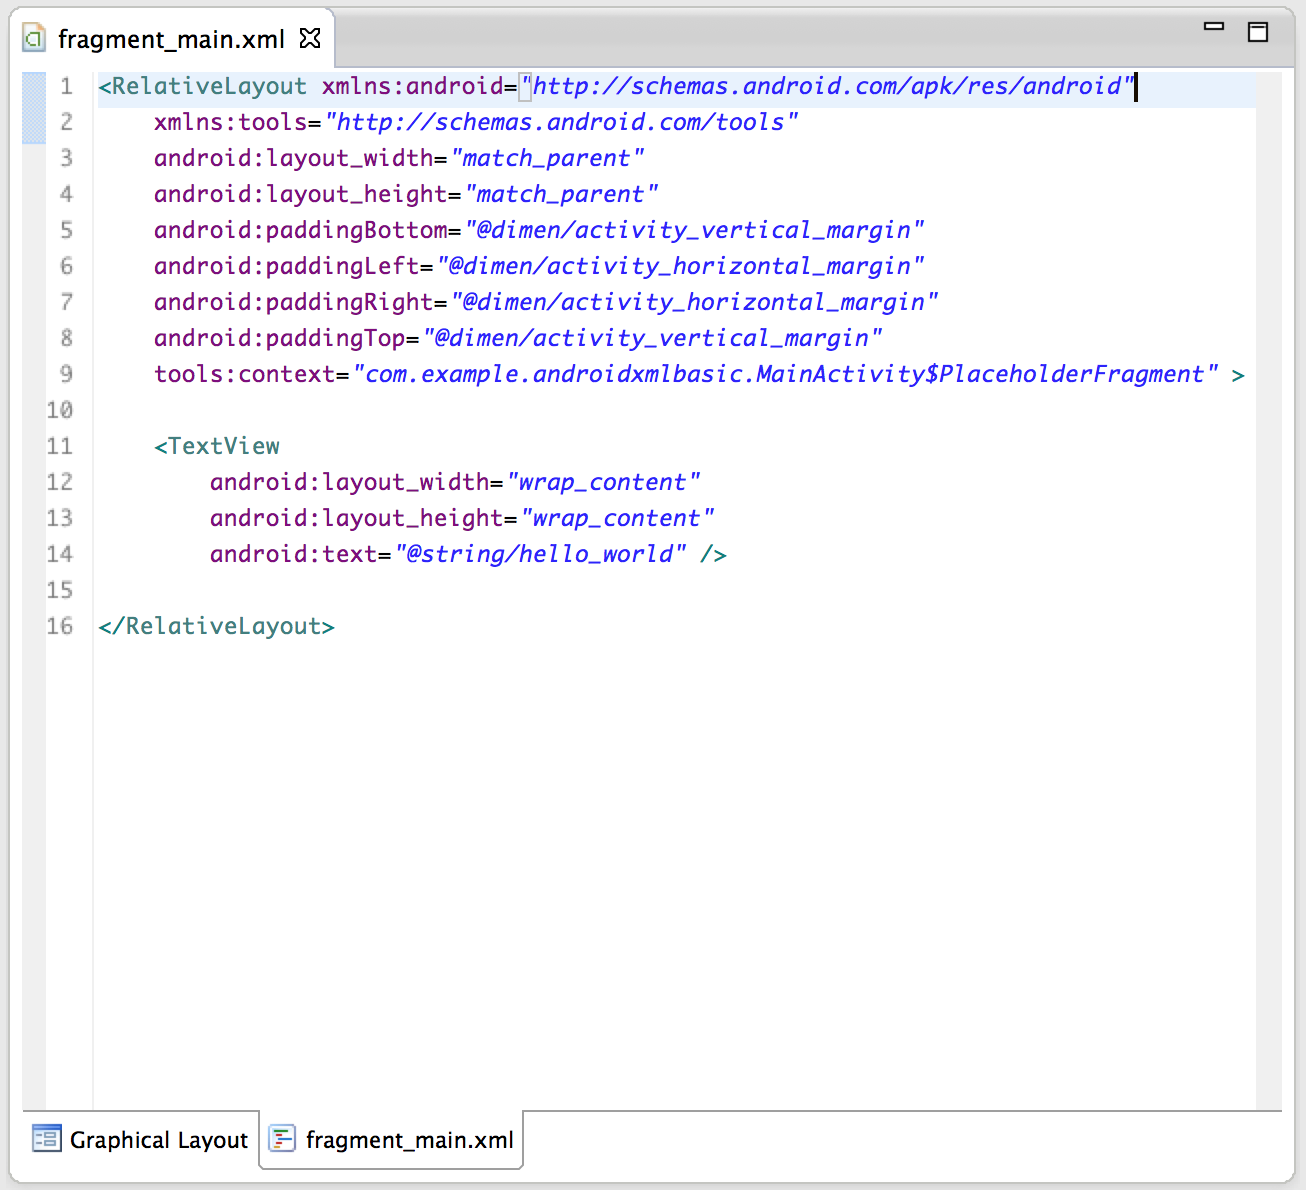 fragment_main.xml
1 <RelativeLayout xmlns:android="http://schemas.android.com/apk/res/android"
2     xmlns:tools="http://schemas.android.com/tools"
3     android:layout_width="match_parent"
4     android:layout_height="match_parent"
5     android:paddingBottom="@dimen/activity_vertical_margin"
6     android:paddingLeft="@dimen/activity_horizontal_margin"
7     android:paddingRight="@dimen/activity_horizontal_margin"
8     android:paddingTop="@dimen/activity_vertical_margin"
9     tools:context="com.example.androidxmlbasic.MainActivity$PlaceholderFragment" >
10
11     <TextView
12         android:layout_width="wrap_content"
13         android:layout_height="wrap_content"
14         android:text="@string/hello_world" />
15
16 </RelativeLayout>
Graphical Layout fragment_main.xml